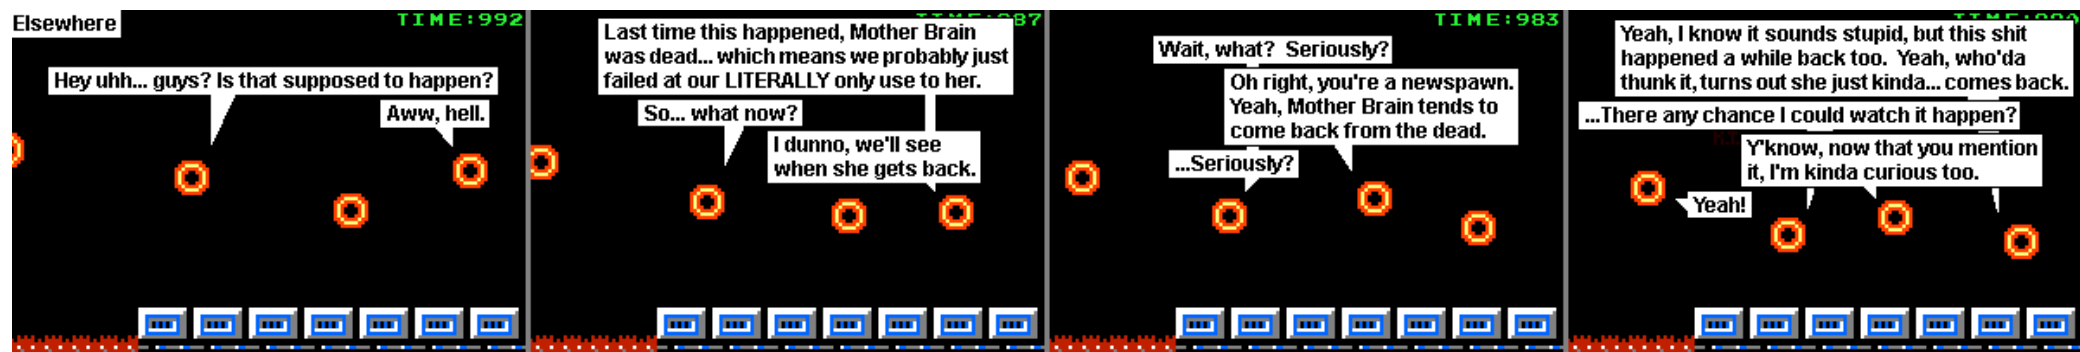 Elsewhere
TIME:992
Hey uhh... guys? Is that supposed to happen?
Aww, hell.
Last time this happened, Mother Brain
was dead... which means we probably just
failed at our LITERALLY only use to her.
So... what now?
I dunno, we'll see
when she gets back.
TIME:983
Wait, what? Seriously?
Oh right, you're a newspawn.
Yeah, Mother Brain tends to
come back from the dead.
...Seriously?
Yeah, I know it sounds stupid, but this shit
happened a while back too. Yeah, who'da
thunk it, turns out she just kinda... comes back.
...There any chance I could watch it happen?
Y'know, now that you mention
it, I'm kinda curious too.
Yeah!